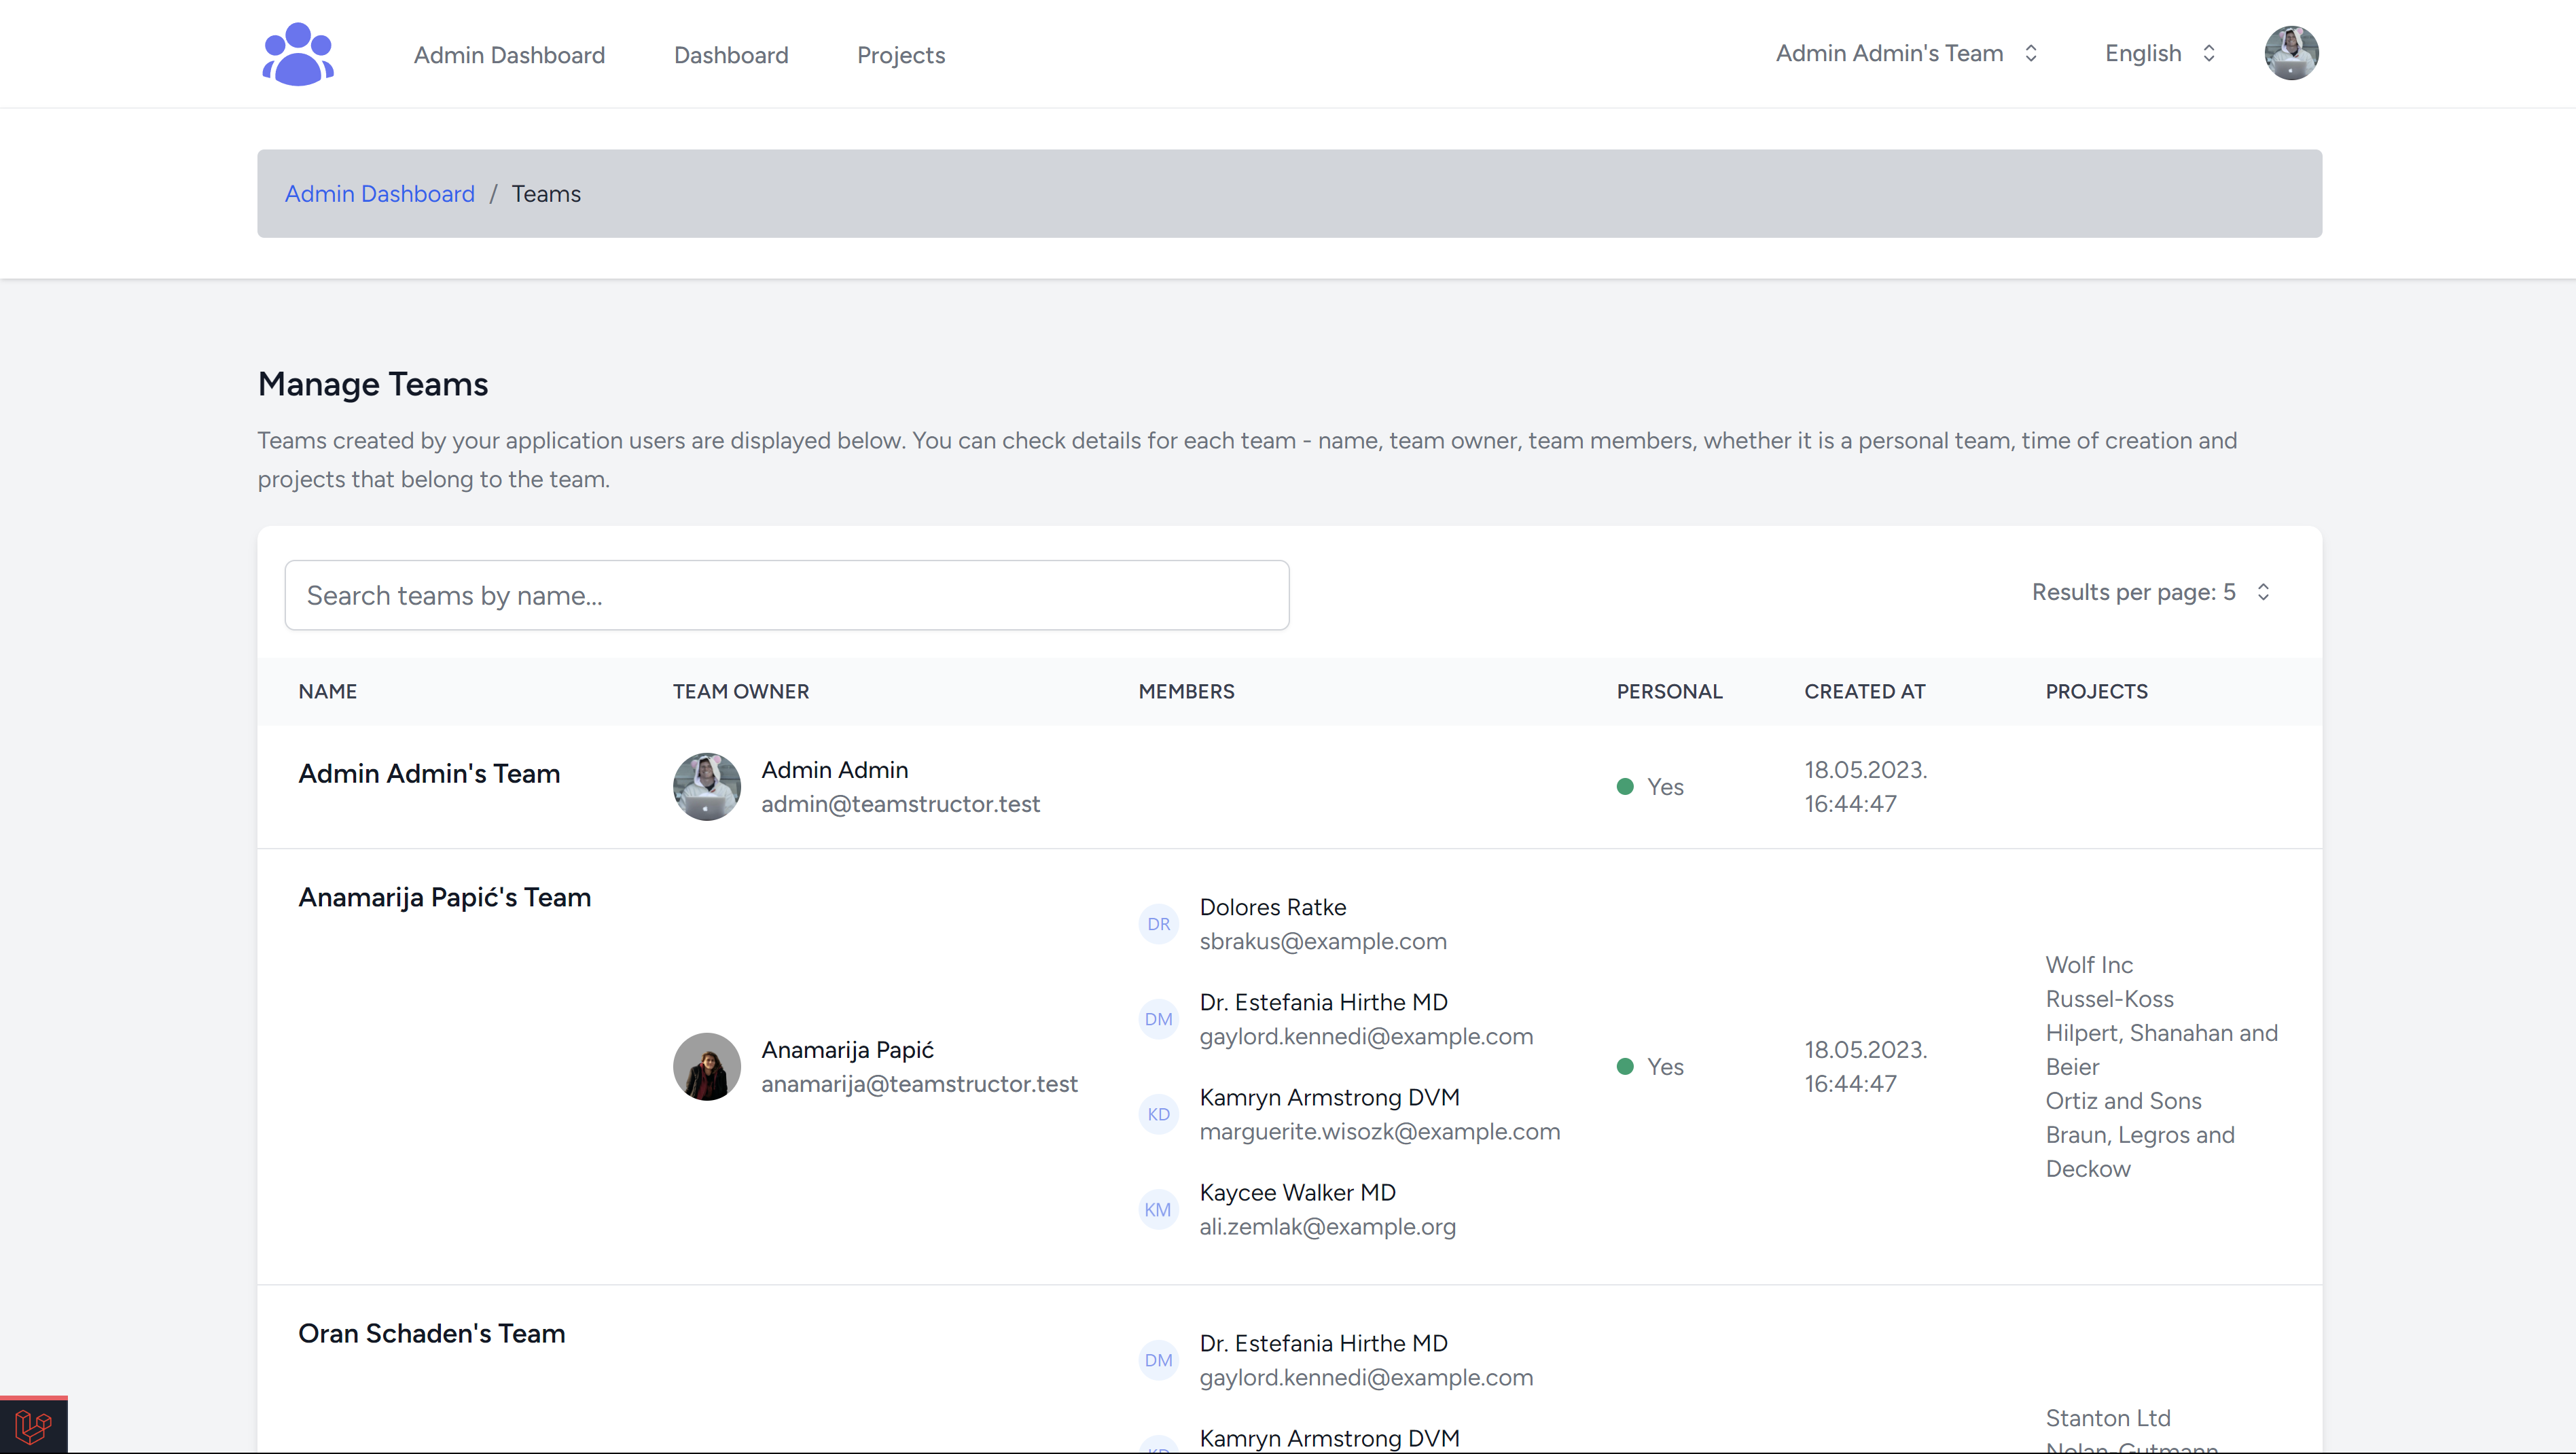 Admin Dashboard Dashboard Projects Admin Admin's Team English
Admin Dashboard / Teams
Manage Teams
Teams created by your application users are displayed below. You can check details for each team - name, team owner, team members, whether it is a personal team, time of creation and
projects that belong to the team.
Search teams by name...
Results per page: 5
NAME TEAM OWNER MEMBERS PERSONAL CREATED AT PROJECTS
Admin Admin's Team
Admin Admin
admin@teamstructor.test
Yes
18.05.2023.
16:44:47
Anamarija Papić's Team
Anamarija Papić
anamarija@teamstructor.test
DR
Dolores Ratke
sbrakus@example.com
DM
Dr. Estefania Hirthe MD
gaylord.kennedi@example.com
KD
Kamryn Armstrong DVM
marguerite.wisozk@example.com
KM
Kaycee Walker MD
ali.zemlak@example.org
Yes
18.05.2023.
16:44:47
Wolf Inc
Russel-Koss
Hilpert, Shanahan and
Beier
Ortiz and Sons
Braun, Legros and
Deckow
Oran Schaden's Team
DM
Dr. Estefania Hirthe MD
gaylord.kennedi@example.com
KD
Kamryn Armstrong DVM
Stanton Ltd
Nolan-Gutmann